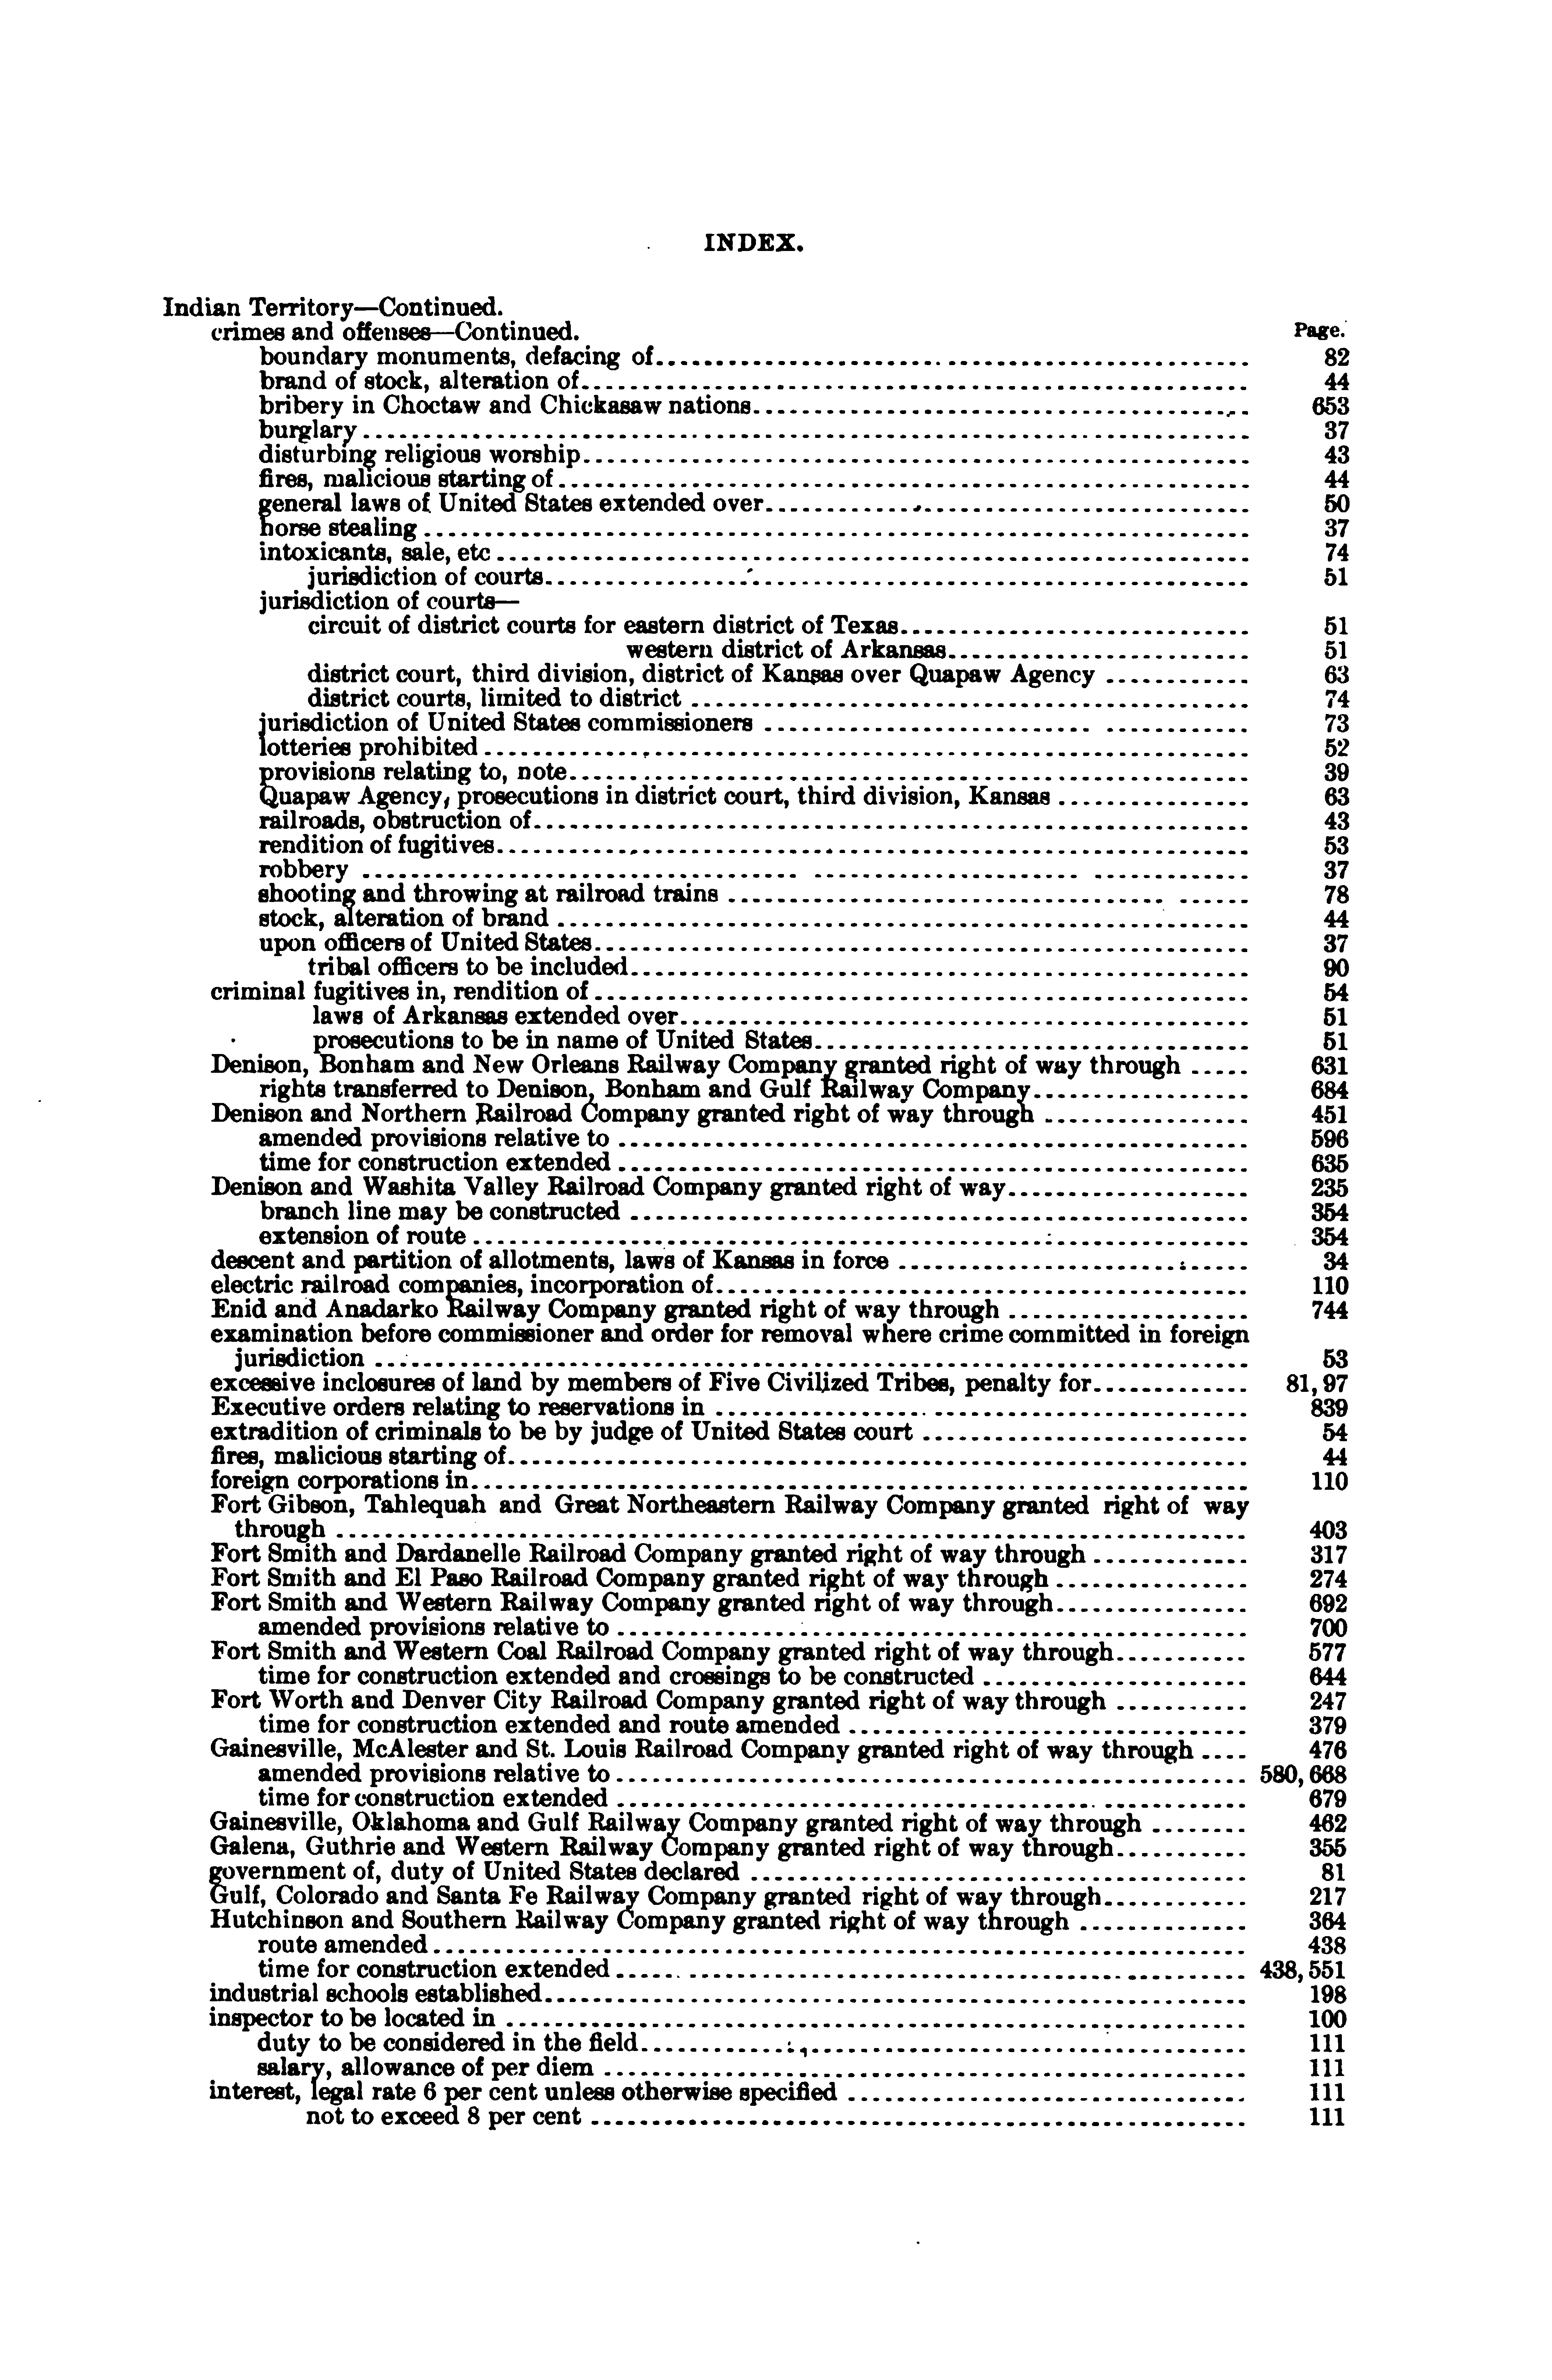 INDEX.
Indian Territory—Continued.
crimes and offenses—Continued. Page.
boundary monuments, defacing of 82
brand of stock, alteration of 44
bribery in Choctaw and Chickasaw nations 653
burglary 37
disturbing religious worship 43
fires, malicious starting of 44
general laws of United States extended over 50
horse stealing 37
intoxicants, sale, etc 74
jurisdiction of courts 51
jurisdiction of courts—
circuit of district courts for eastern district of Texas 51
western district of Arkansas 51
district court, third division, district of Kansas over Quapaw Agency 63
district courts, limited to district 74
jurisdiction of United States commissioners 73
lotteries prohibited 52
provisions relating to, note 39
Quapaw Agency, prosecutions in district court, third division, Kansas 63
railroads, obstruction of 43
rendition of fugitives 53
robbery 37
shooting and throwing at railroad trains 78
stock, alteration of brand 44
upon officers of United States 37
tribal officers to be included 90
criminal fugitives in, rendition of 54
laws of Arkansas extended over 51
prosecutions to be in name of United States 51
Denison, Bonham and New Orleans Railway Company granted right of way through 631
rights transferred to Denison, Bonham and Gulf Railway Company 684
Denison and Northern Railroad Company granted right of way through 451
amended provisions relative to 596
time for construction extended 635
Denison and Washita Valley Railroad Company granted right of way 235
branch line may be constructed 354
extension of route 354
descent and partition of allotments, laws of Kansas in force 34
electric railroad companies, incorporation of 110
Enid and Anadarko Railway Company granted right of way through 744
examination before commissioner and order for removal where crime committed in foreign
jurisdiction 53
excessive inclosures of land by members of Five Civilized Tribes, penalty for 81, 97
Executive orders relating to reservations in 839
extradition of criminals to be by judge of United States court 54
fires, malicious starting of 44
foreign corporations in 110
Fort Gibson, Tahlequah and Great Northeastern Railway Company granted right of way
through 403
Fort Smith and Dardanelle Railroad Company granted right of way through 317
Fort Smith and El Paso Railroad Company granted right of way through 274
Fort Smith and Western Railway Company granted right of way through 692
amended provisions relative to 700
Fort Smith and Western Coal Railroad Company granted right of way through 577
time for construction extended and crossings to be constructed 644
Fort Worth and Denver City Railroad Company granted right of way through 247
time for construction extended and route amended 379
Gainesville, McAlester and St. Louis Railroad Company granted right of way through 476
amended provisions relative to 580, 668
time for construction extended 679
Gainesville, Oklahoma and Gulf Railway Company granted right of way through 462
Galena, Guthrie and Western Railway Company granted right of way through 355
government of, duty of United States declared 81
Gulf, Colorado and Santa Fe Railway Company granted right of way through 217
Hutchinson and Southern Railway Company granted right of way through 364
route amended 438
time for construction extended 438, 551
industrial schools established 198
inspector to be located in 100
duty to be considered in the field 111
salary, allowance of per diem 111
interest, legal rate 6 per cent unless otherwise specified 111
not to exceed 8 per cent 111